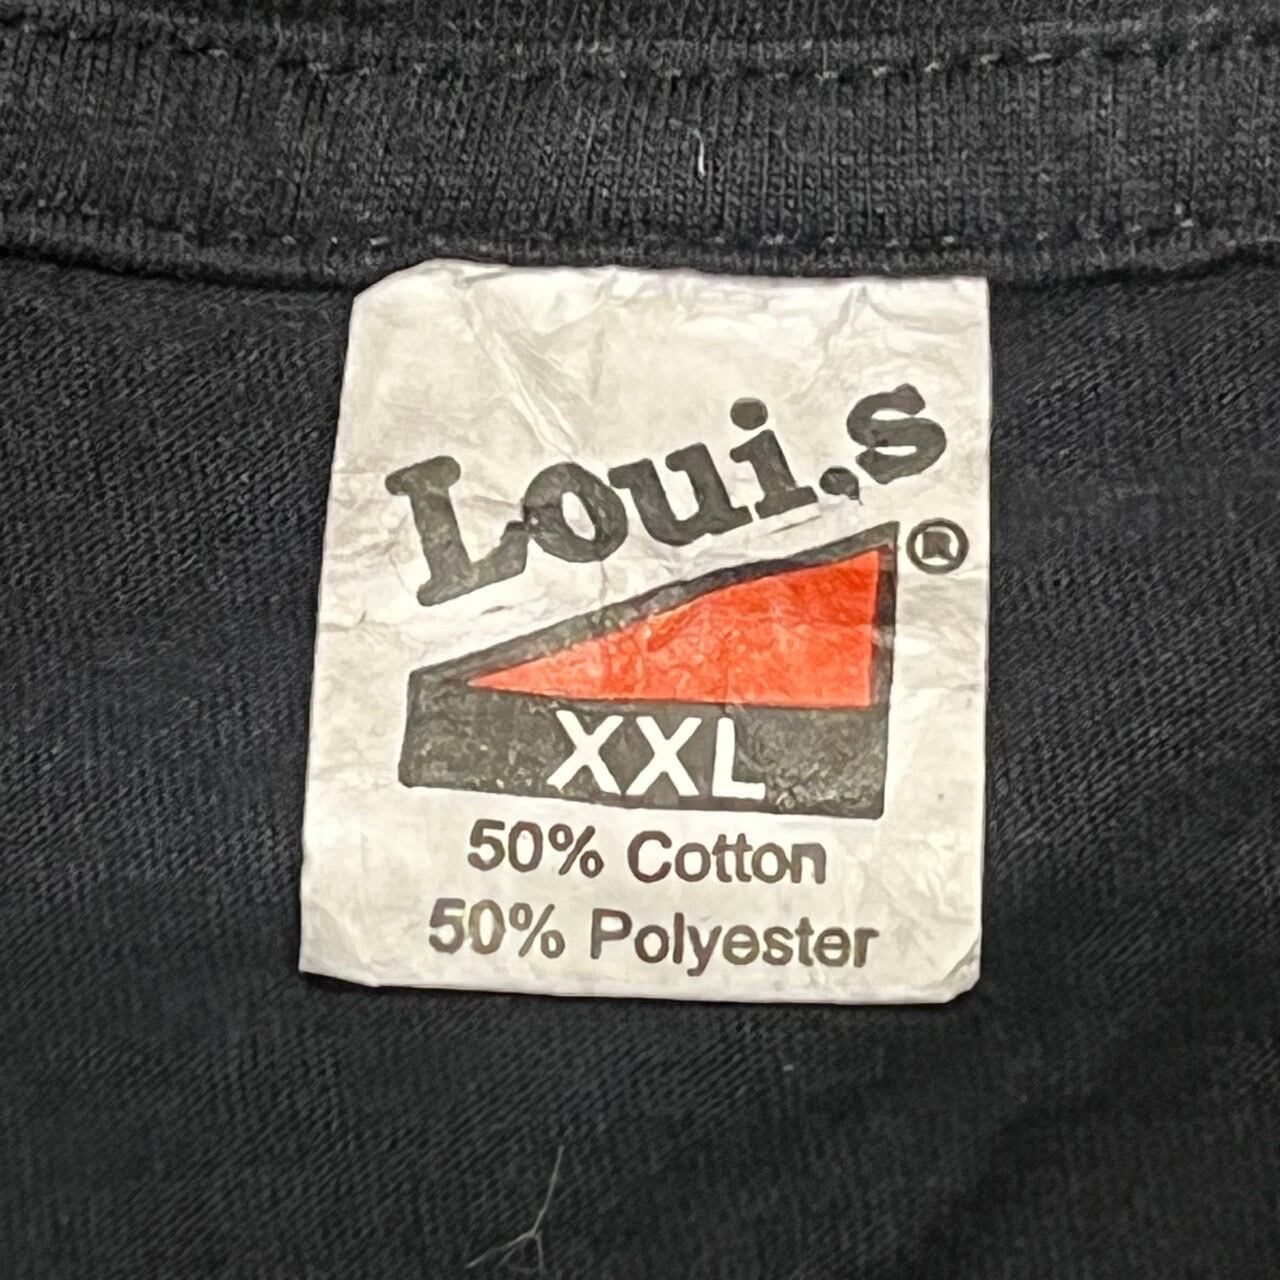 Loui.s
®
XXL
50% Cotton
50% Polyester